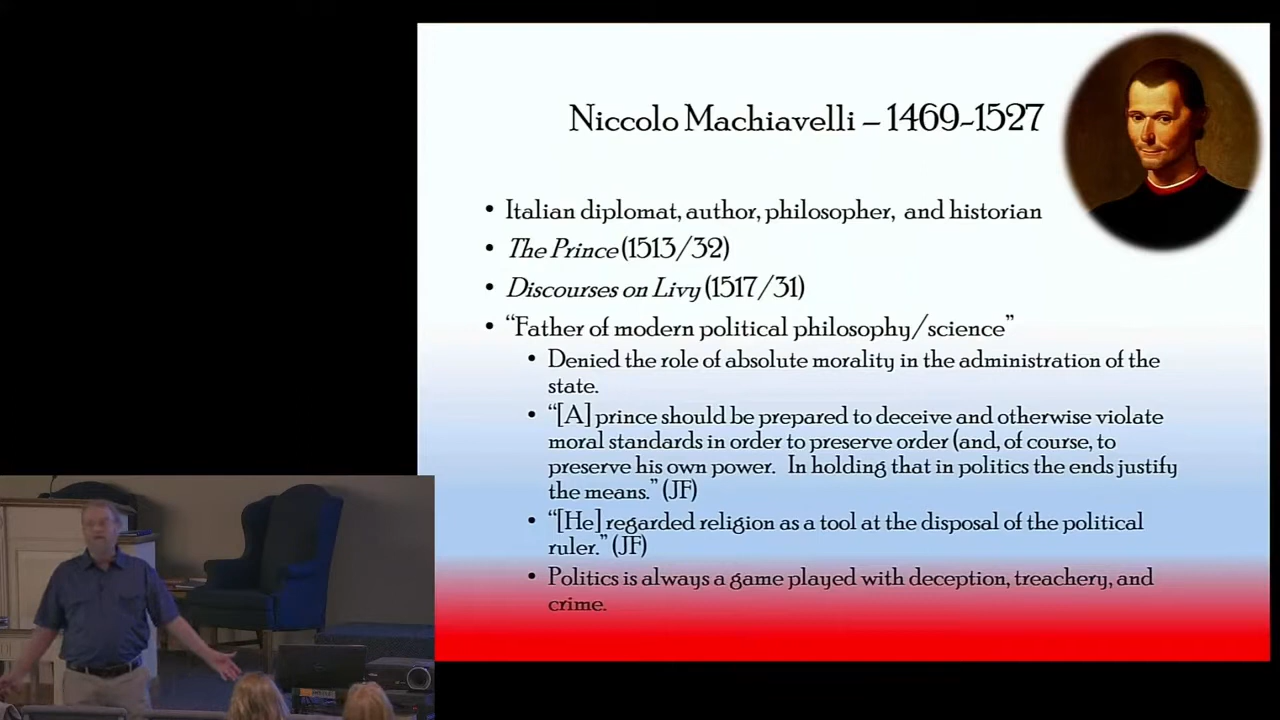 Niccolo Machiavelli – 1469-1527
• Italian diplomat, author, philosopher, and historian
• The Prince (1513/32)
• Discourses on Livy (1517/31)
• “Father of modern political philosophy/science”
• Denied the role of absolute morality in the administration of the
state.
• “[A] prince should be prepared to deceive and otherwise violate
moral standards in order to preserve order (and, of course, to
preserve his own power. In holding that in politics the ends justify
the means.” (JF)
• “[He] regarded religion as a tool at the disposal of the political
ruler.” (JF)
• Politics is always a game played with deception, treachery, and
crime.